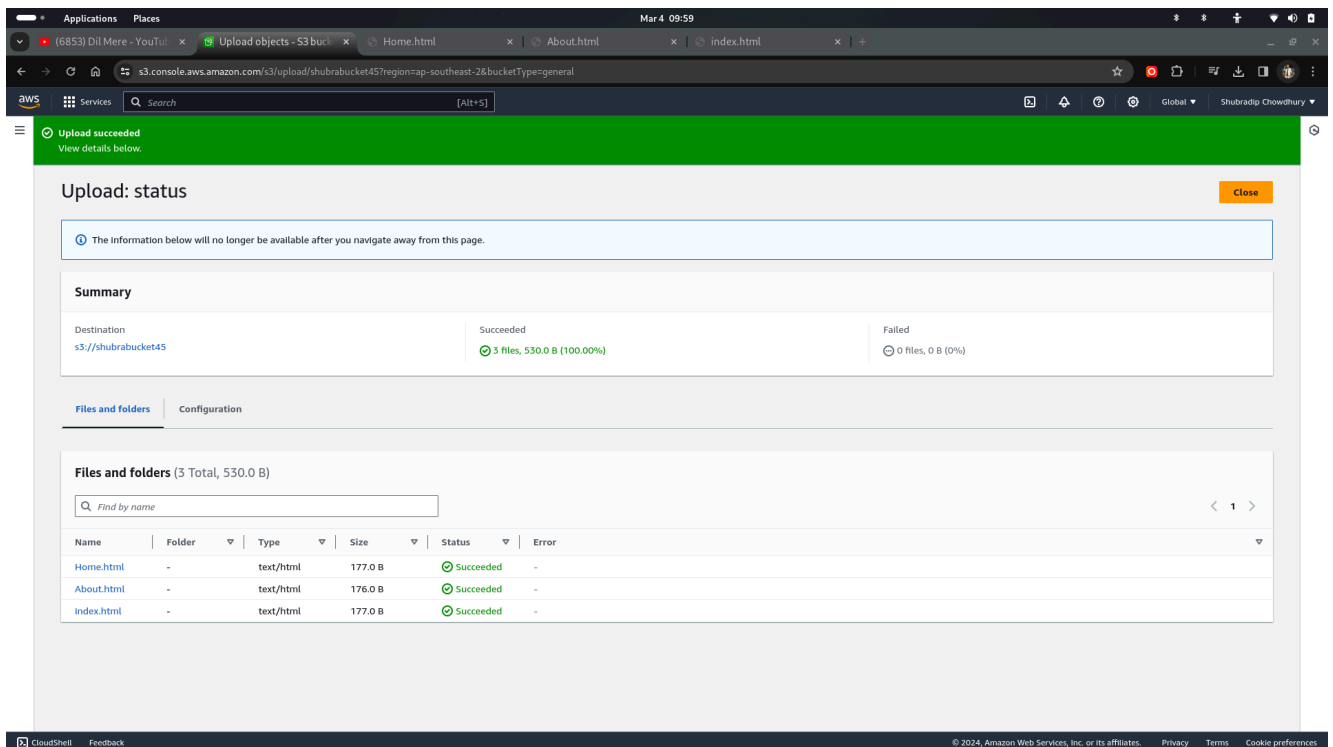 Applications Places Mar 4 09:59
(6853) Dil Mere - YouTub Upload objects - S3 buck Home.html About.html index.html
s3.console.aws.amazon.com/s3/upload/shubrabucket45?region=ap-southeast-2&bucketType=general
aws Services Search [Alt+S] Global Shubradip Chowdhury
Upload succeeded
View details below.
Upload: status Close
The information below will no longer be available after you navigate away from this page.
Summary
Destination Succeeded Failed
s3://shubrabucket45 3 files, 530.0 B (100.00%) 0 files, 0 B (0%)
Files and folders Configuration
Files and folders (3 Total, 530.0 B)
Find by name 1
Name Folder Type Size Status Error
Home.html - text/html 177.0 B Succeeded -
About.html - text/html 176.0 B Succeeded -
index.html - text/html 177.0 B Succeeded -
CloudShell Feedback © 2024, Amazon Web Services, Inc. or its affiliates. Privacy Terms Cookie preferences